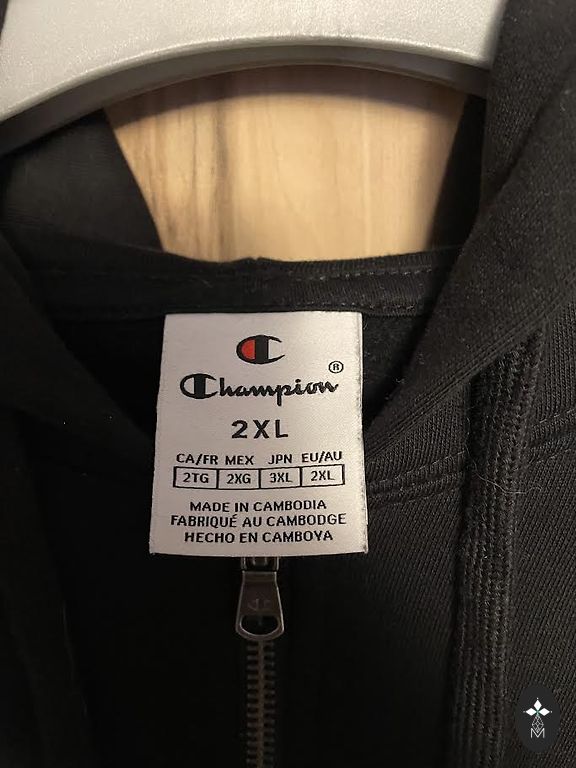 Champion®
2XL
CA/FR MEX JPN EU/AU
2TG 2XG 3XL 2XL
MADE IN CAMBODIA
FABRIQUÉ AU CAMBODGE
HECHO EN CAMBOYA
M